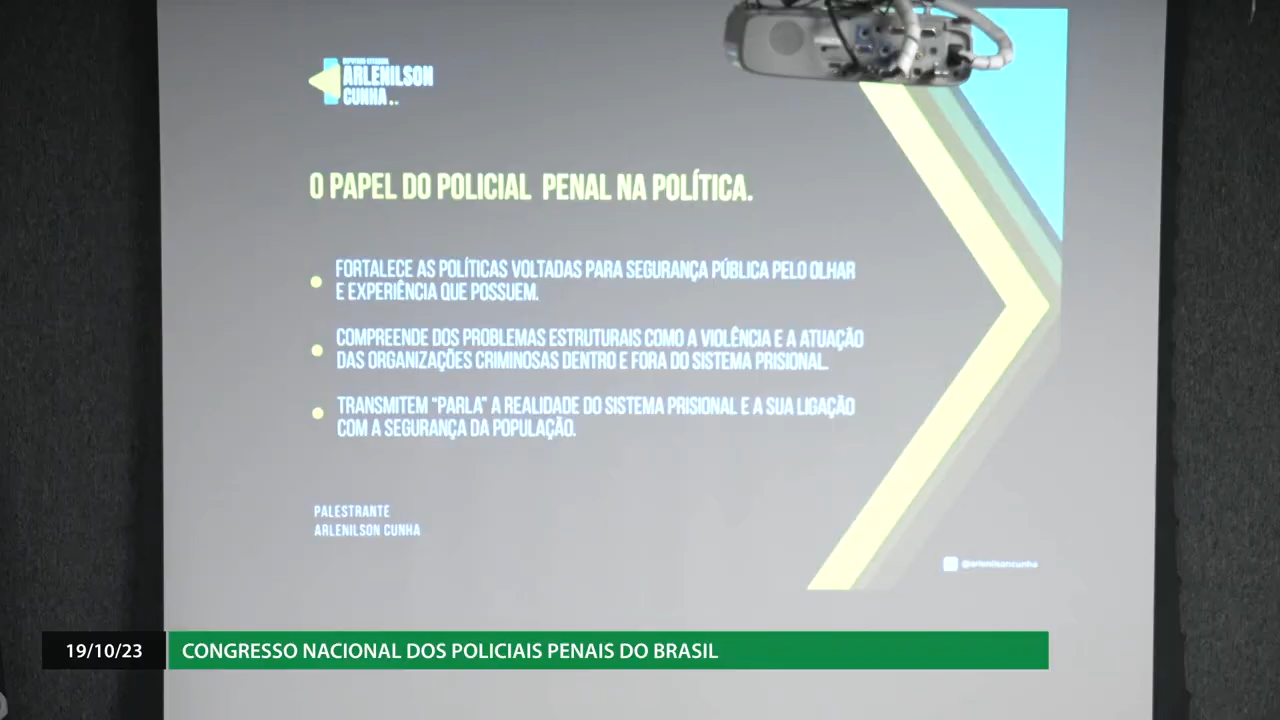 DEPUTADO ESTADUAL
ARLENILSON
CUNHA..
O PAPEL DO POLICIAL PENAL NA POLÍTICA.
FORTALECE AS POLÍTICAS VOLTADAS PARA SEGURANÇA PÚBLICA PELO OLHAR
E EXPERIÊNCIA QUE POSSUEM.
COMPREENDE DOS PROBLEMAS ESTRUTURAIS COMO A VIOLÊNCIA E A ATUAÇÃO
DAS ORGANIZAÇÕES CRIMINOSAS DENTRO E FORA DO SISTEMA PRISIONAL.
TRANSMITEM "PARLA" A REALIDADE DO SISTEMA PRISIONAL E A SUA LIGAÇÃO
COM A SEGURANÇA DA POPULAÇÃO.
PALESTRANTE
ARLENILSON CUNHA
@arlenilsoncunha
19/10/23
CONGRESSO NACIONAL DOS POLICIAIS PENAIS DO BRASIL